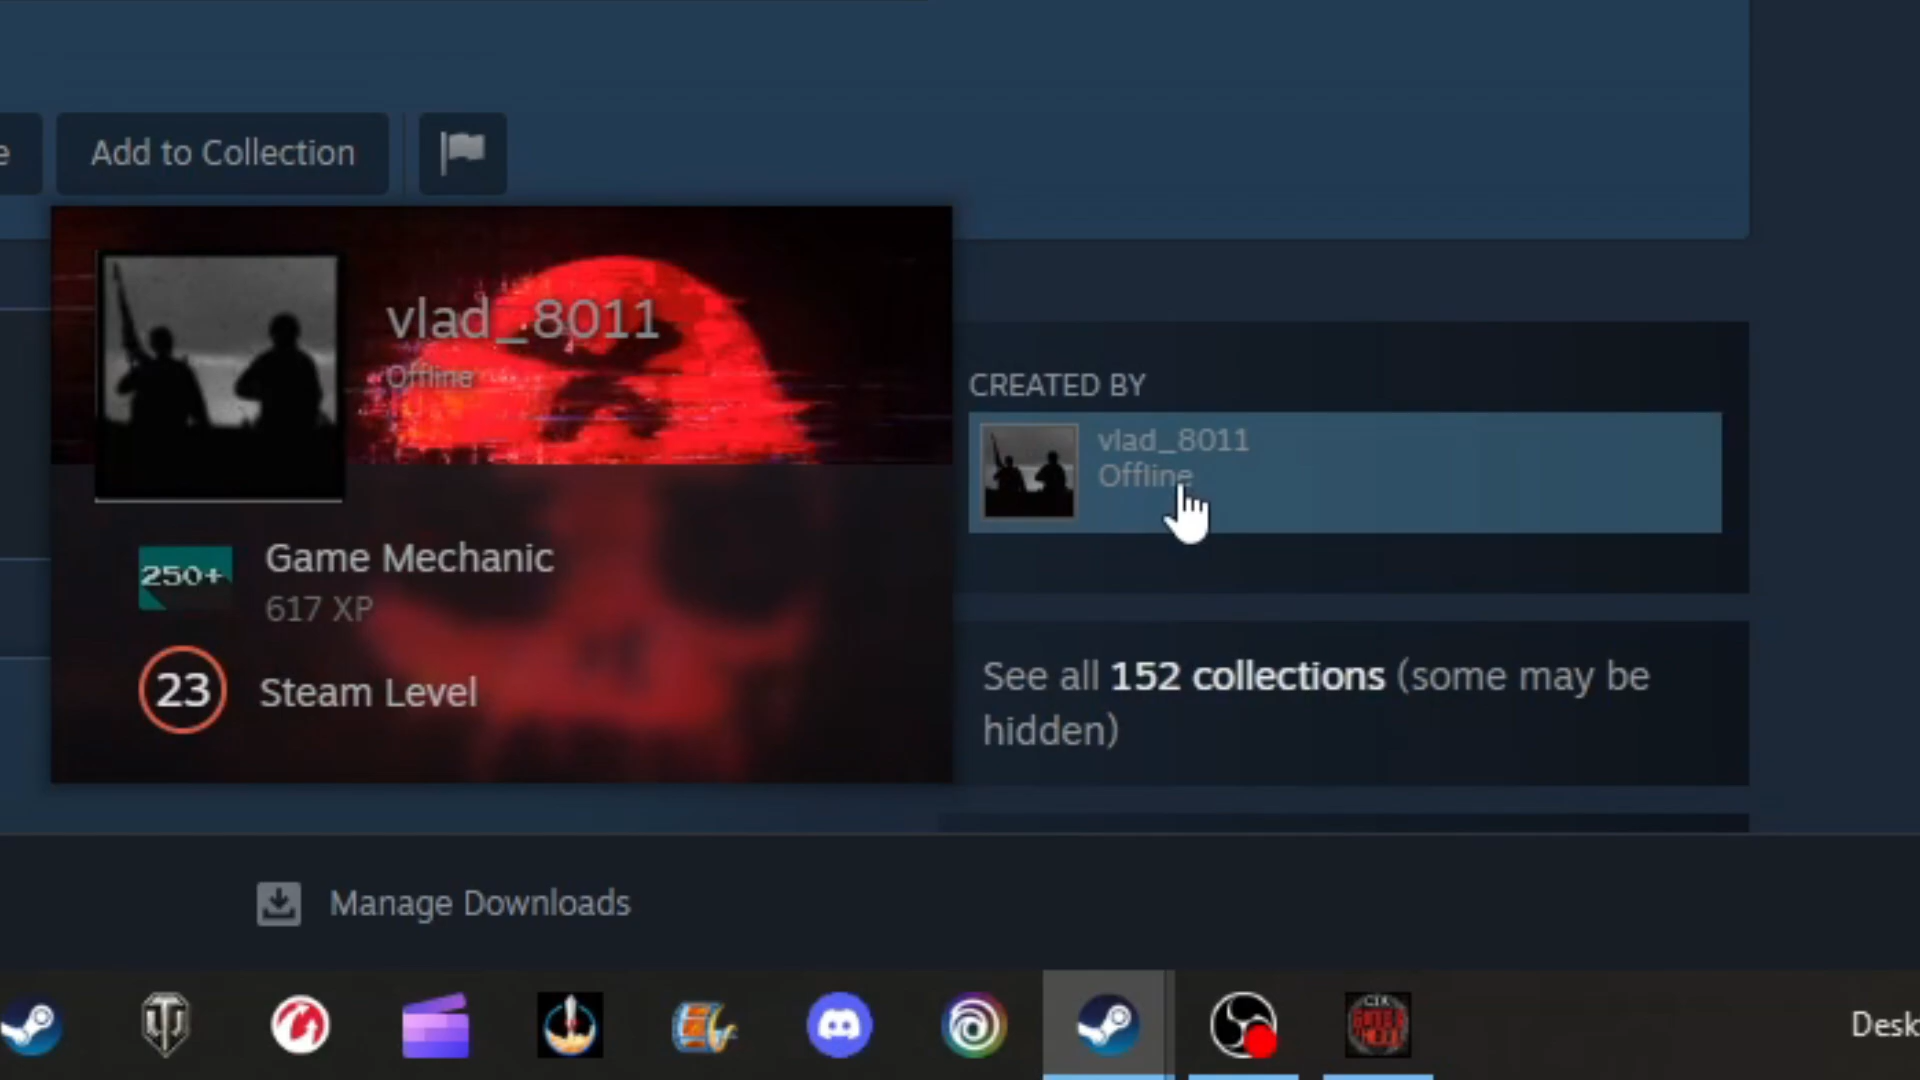 e
Add to Collection
vlad_8011
Offline
250+
Game Mechanic
617 XP
23
Steam Level
CREATED BY
vlad_8011
Offline
See all 152 collections (some may be
hidden)
Manage Downloads
Desk